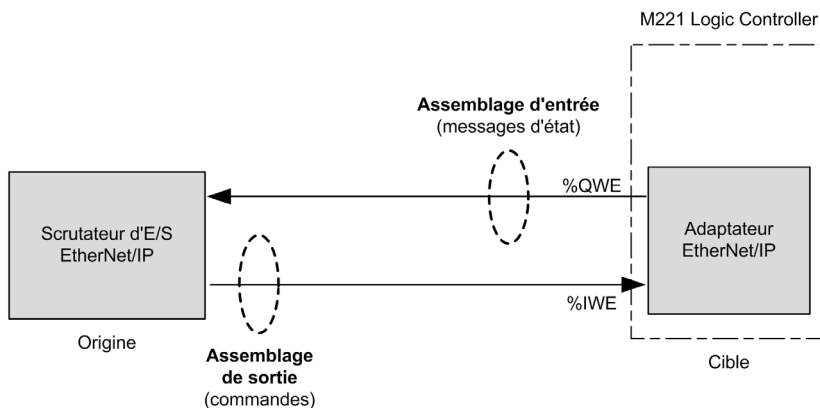 M221 Logic Controller
Assemblage d'entrée
(messages d'état)
%QWE
Scrutateur d'E/S
EtherNet/IP
Adaptateur
EtherNet/IP
%IWE
Origine
Assemblage
de sortie
(commandes)
Cible